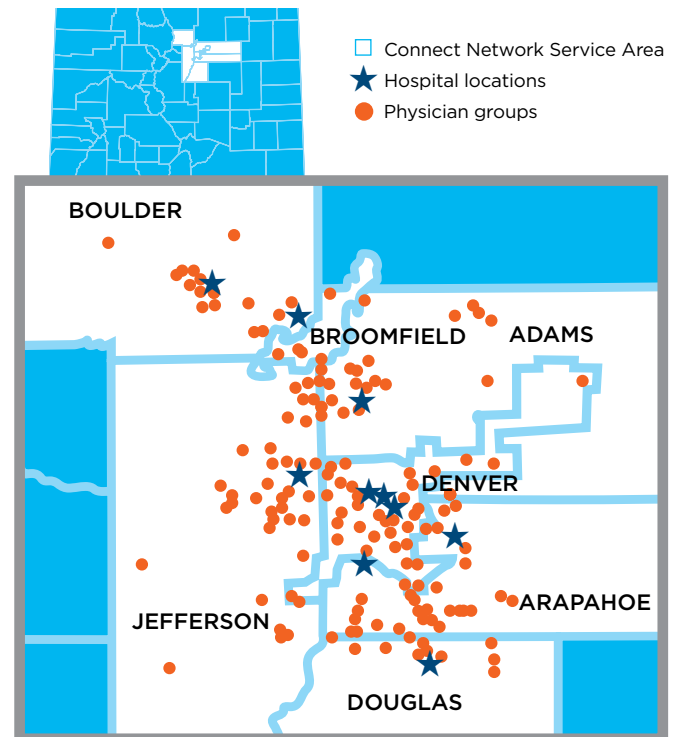 Connect Network Service Area
Hospital locations
Physician groups
BOULDER
BROOMFIELD
ADAMS
DENVER
ARAPAHOE
JEFFERSON
DOUGLAS